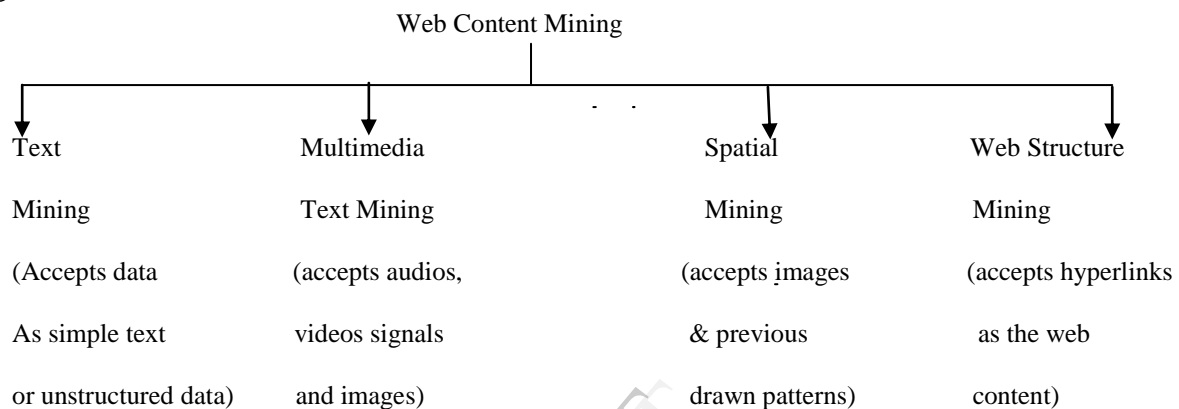 Web Content Mining
Text Multimedia Spatial Web Structure
Mining Text Mining Mining Mining
(Accepts data (accepts audios, (accepts images (accepts hyperlinks
As simple text videos signals & previous as the web
or unstructured data) and images) drawn patterns) content)